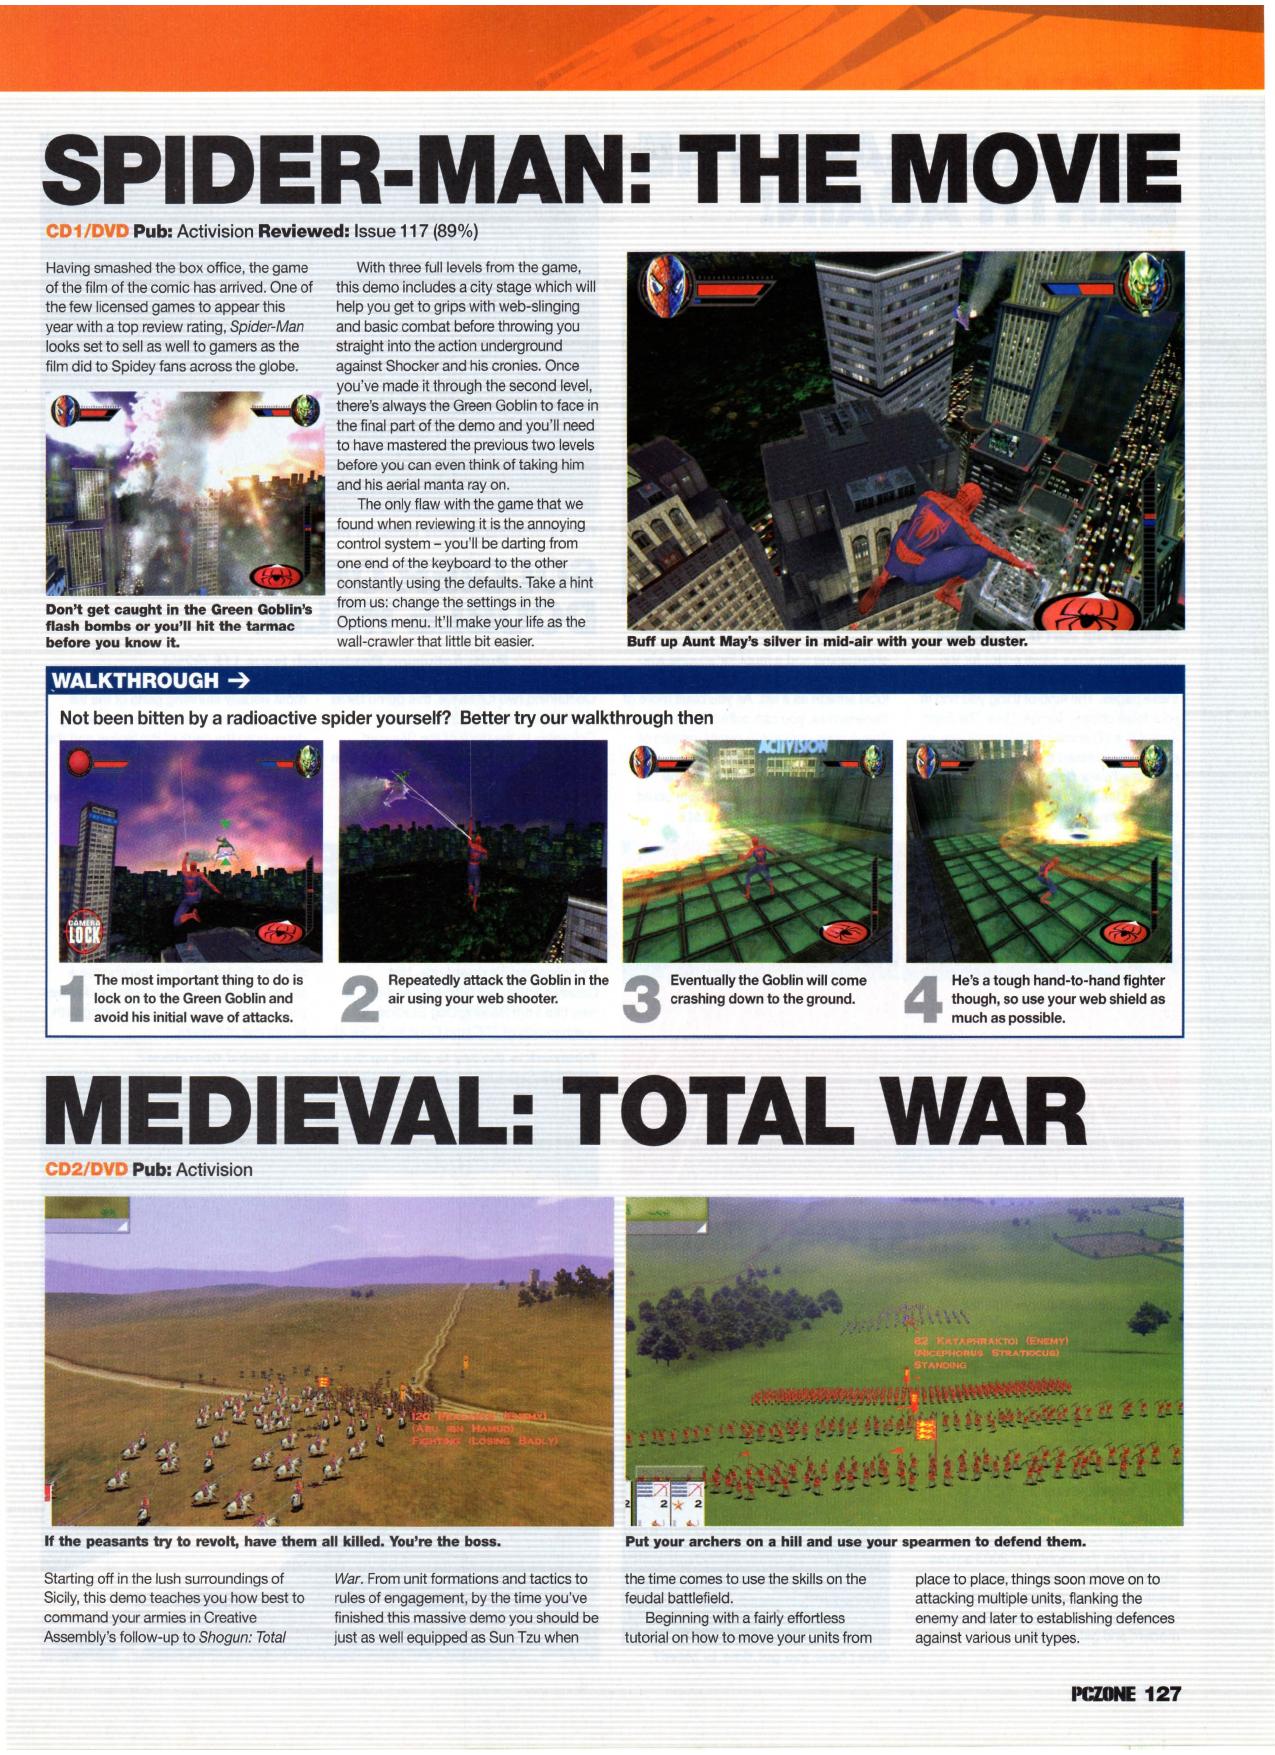 SPIDER-MAN: THE MOVIE
CD1/DVD Pub: Activision Reviewed: Issue 117 (89%)
Having smashed the box office, the game
of the film of the comic has arrived. One of
the few licensed games to appear this
year with a top review rating, Spider-Man
looks set to sell as well to gamers as the
film did to Spidey fans across the globe.
Don't get caught in the Green Goblin's
flash bombs or you'll hit the tarmac
before you know it.
With three full levels from the game,
this demo includes a city stage which will
help you get to grips with web-slinging
and basic combat before throwing you
straight into the action underground
against Shocker and his cronies. Once
you've made it through the second level,
there's always the Green Goblin to face in
the final part of the demo and you'll need
to have mastered the previous two levels
before you can even think of taking him
and his aerial manta ray on.
The only flaw with the game that we
found when reviewing it is the annoying
control system – you'll be darting from
one end of the keyboard to the other
constantly using the defaults. Take a hint
from us: change the settings in the
Options menu. It'll make your life as the
wall-crawler that little bit easier.
Buff up Aunt May's silver in mid-air with your web duster.
WALKTHROUGH →
Not been bitten by a radioactive spider yourself? Better try our walkthrough then
CAMERA
LOCK
ACTIVISION
1 The most important thing to do is
lock on to the Green Goblin and
avoid his initial wave of attacks.
2 Repeatedly attack the Goblin in the
air using your web shooter.
3 Eventually the Goblin will come
crashing down to the ground.
4 He's a tough hand-to-hand fighter
though, so use your web shield as
much as possible.
MEDIEVAL: TOTAL WAR
CD2/DVD Pub: Activision
120 Peasants (Enemy)
(Abu ibn Hamud)
Fighting (Losing Badly)
82 Kataphraktoi (Enemy)
(Nicephorus Stratiocus)
Standing
2
2
2
If the peasants try to revolt, have them all killed. You're the boss.
Put your archers on a hill and use your spearmen to defend them.
Starting off in the lush surroundings of
Sicily, this demo teaches you how best to
command your armies in Creative
Assembly's follow-up to Shogun: Total
War. From unit formations and tactics to
rules of engagement, by the time you've
finished this massive demo you should be
just as well equipped as Sun Tzu when
the time comes to use the skills on the
feudal battlefield.
Beginning with a fairly effortless
tutorial on how to move your units from
place to place, things soon move on to
attacking multiple units, flanking the
enemy and later to establishing defences
against various unit types.
PCZONE 127